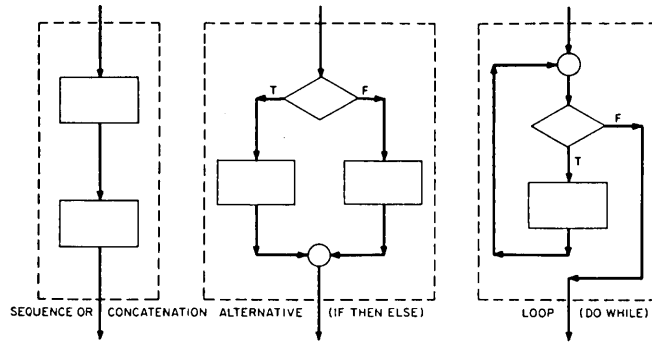 T F
F
T
SEQUENCE OR CONCATENATION
ALTERNATIVE (IF THEN ELSE)
LOOP (DO WHILE)